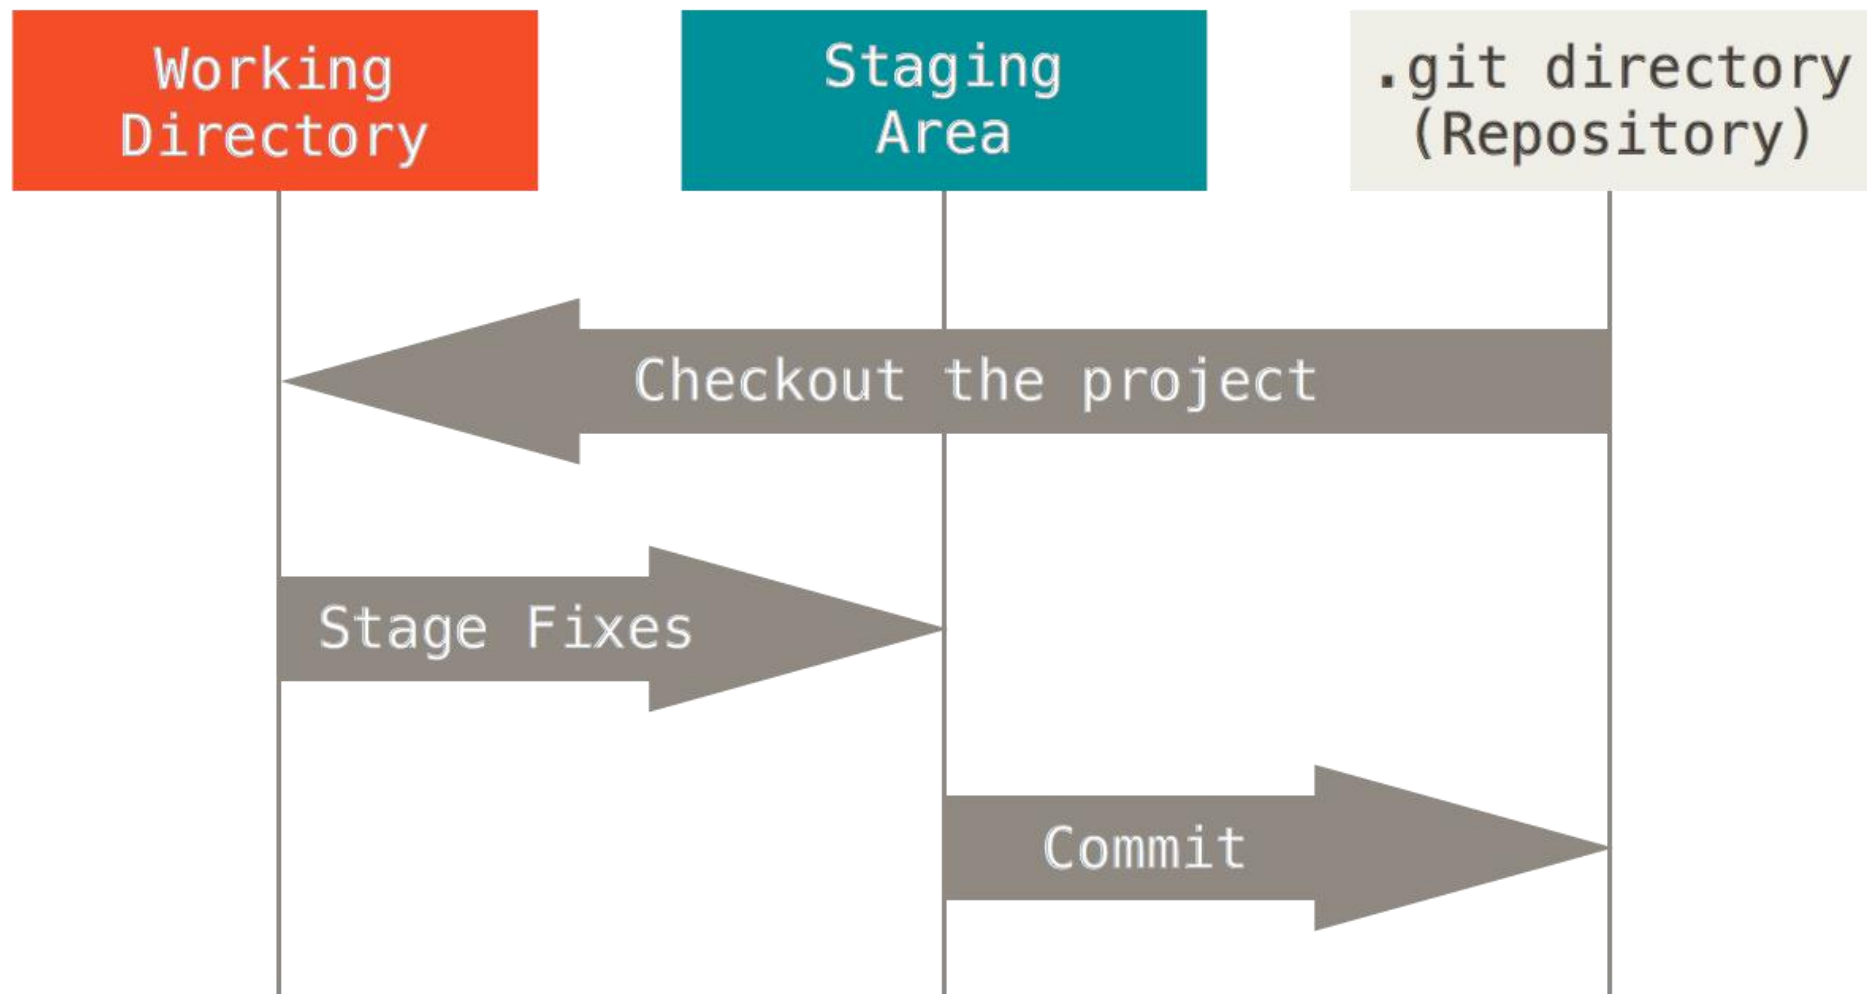 Working
Directory
Staging
Area
.git directory
(Repository)
Checkout the project
Stage Fixes
Commit